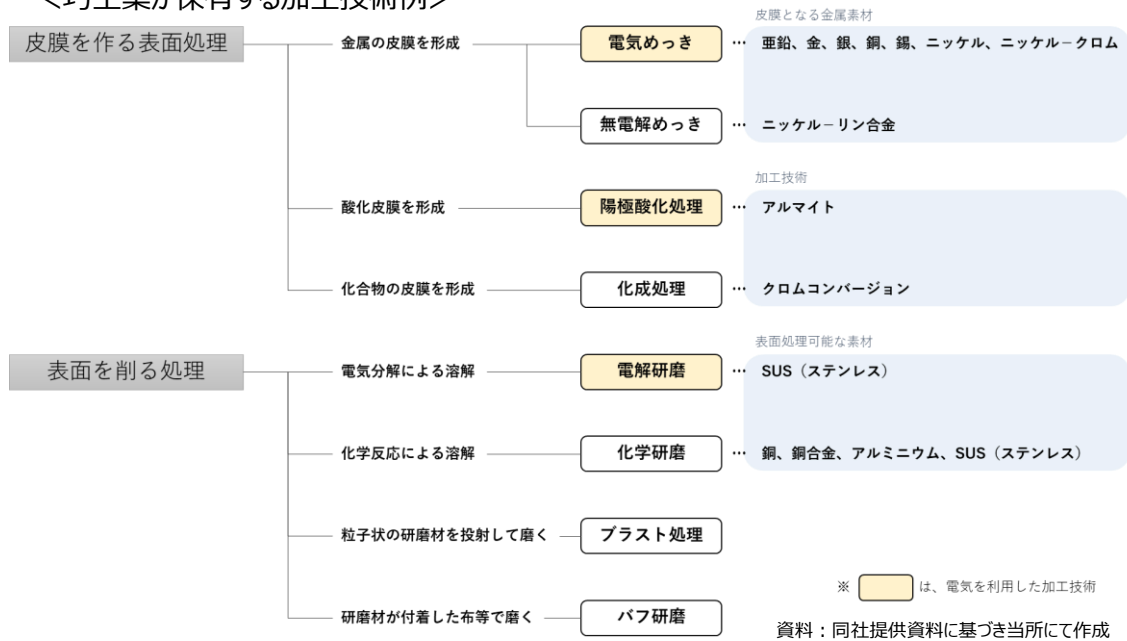 が保有する加工技術例＞
皮膜となる金属素材
皮膜を作る表面処理
金属の皮膜を形成
電気めっき
… 亜鉛、金、銀、銅、錫、ニッケル、ニッケル－クロム
無電解めっき
… ニッケル－リン合金
加工技術
酸化皮膜を形成
陽極酸化処理
… アルマイト
化合物の皮膜を形成
化成処理
… クロムコンバージョン
表面処理可能な素材
表面を削る処理
電気分解による溶解
電解研磨
… SUS（ステンレス）
化学反応による溶解
化学研磨
… 銅、銅合金、アルミニウム、SUS（ステンレス）
粒子状の研磨材を投射して磨く
ブラスト処理
※ は、電気を利用した加工技術
研磨材が付着した布等で磨く
バフ研磨
資料：同社提供資料に基づき当所にて作成